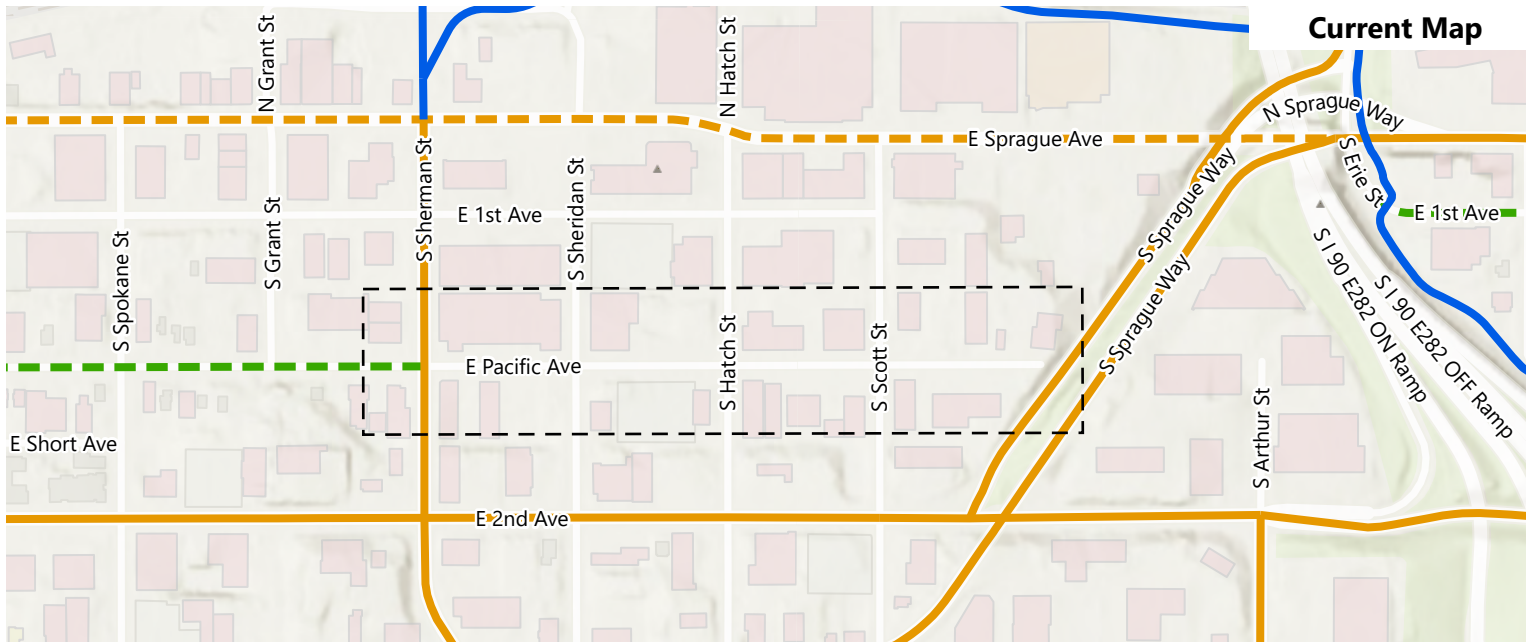 Current Map
N Grant St
N Hatch St
N Sprague Way
E Sprague Ave
S Sherman St
S Sheridan St
S Erie St
S Sprague Way
E 1st Ave
E 1st Ave
S Grant St
S Spokane St
S I 90 E282 ON Ramp
S I 90 E282 OFF Ramp
S Sprague Way
S Hatch St
S Scott St
E Pacific Ave
S Arthur St
E Short Ave
E 2nd Ave